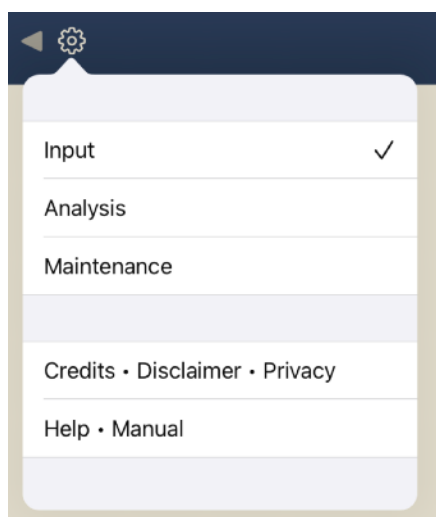 Input
Analysis
Maintenance
Credits • Disclaimer • Privacy
Help • Manual